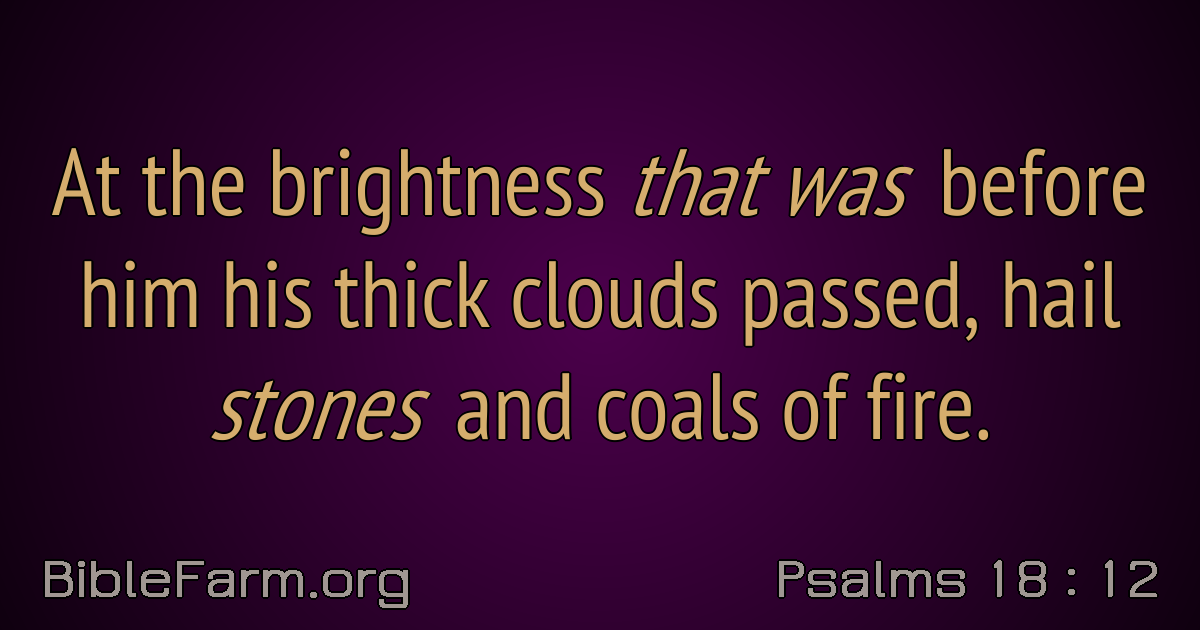 At the brightness that was before
him his thick clouds passed, hail
stones and coals of fire.
BibleFarm.org
Psalms 18 : 12